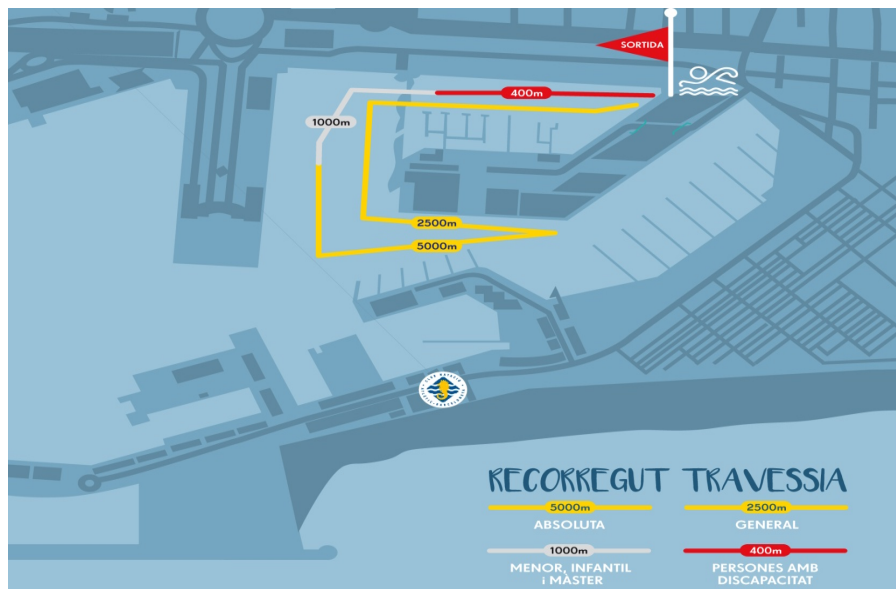 SORTIDA
400m
1000m
2500m
5000m
RECORREGUT TRAVESSIA
5000m
ABSOLUTA
2500m
GENERAL
1000m
MENOR, INFANTIL
i MÀSTER
400m
PERSONES AMB
DISCAPACITAT